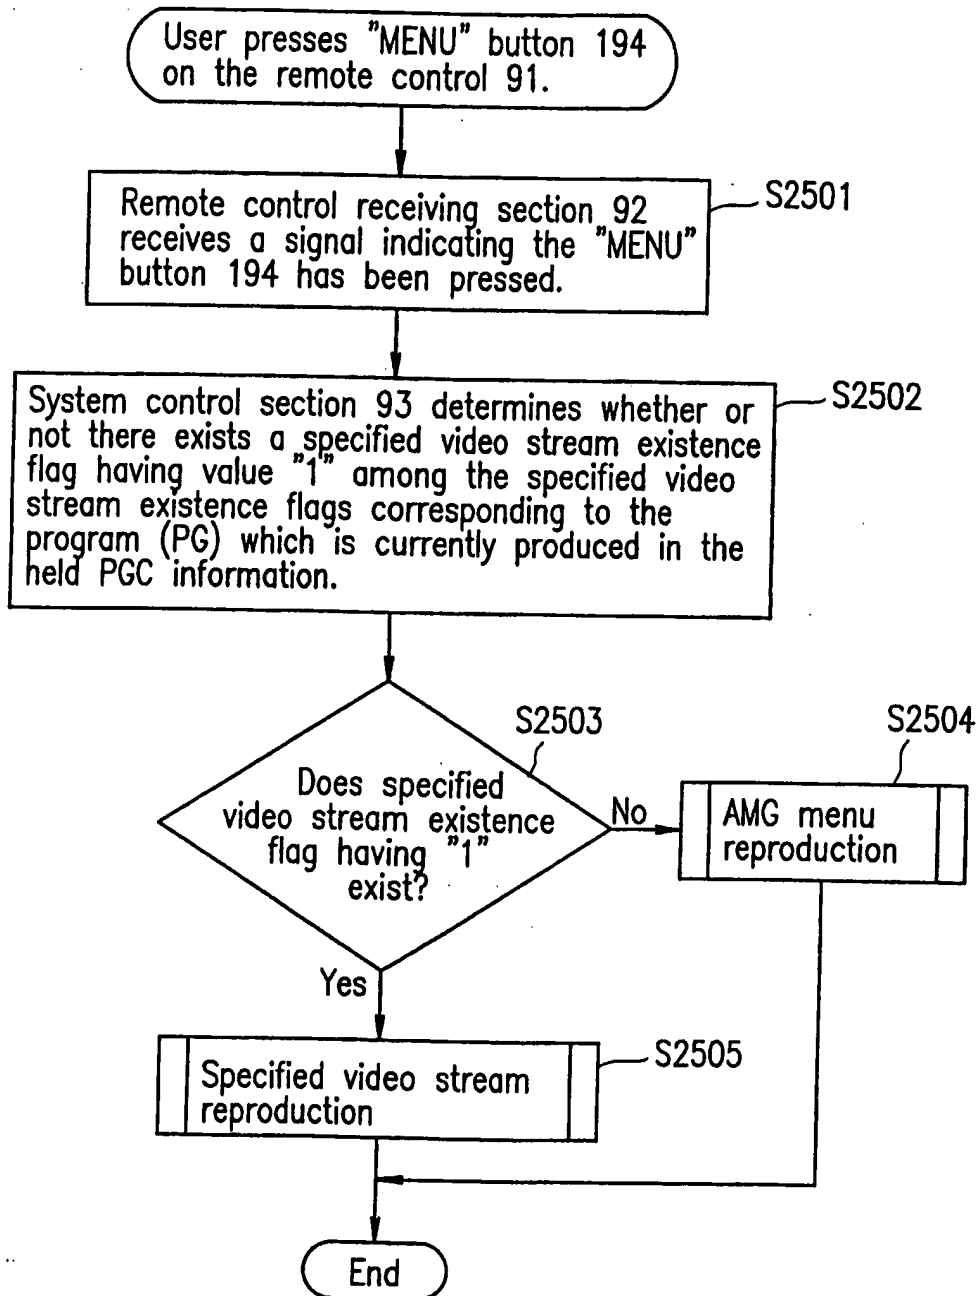 User presses "MENU" button 194
on the remote control 91.
Remote control receiving section 92
receives a signal indicating the "MENU"
button 194 has been pressed.
S2501
System control section 93 determines whether or
not there exists a specified video stream existence
flag having value "1" among the specified video
stream existence flags corresponding to the
program (PG) which is currently produced in the
held PGC information.
S2502
S2503
Does specified
video stream existence
flag having "1"
exist?
No
S2504
AMG menu
reproduction
Yes
S2505
Specified video stream
reproduction
End